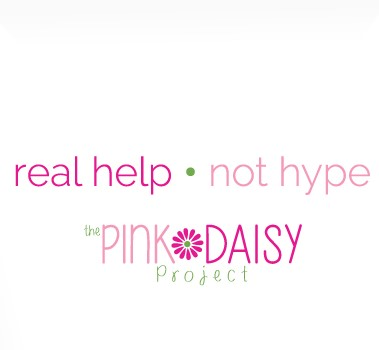 real help • not hype
the PINK DAISY
Project